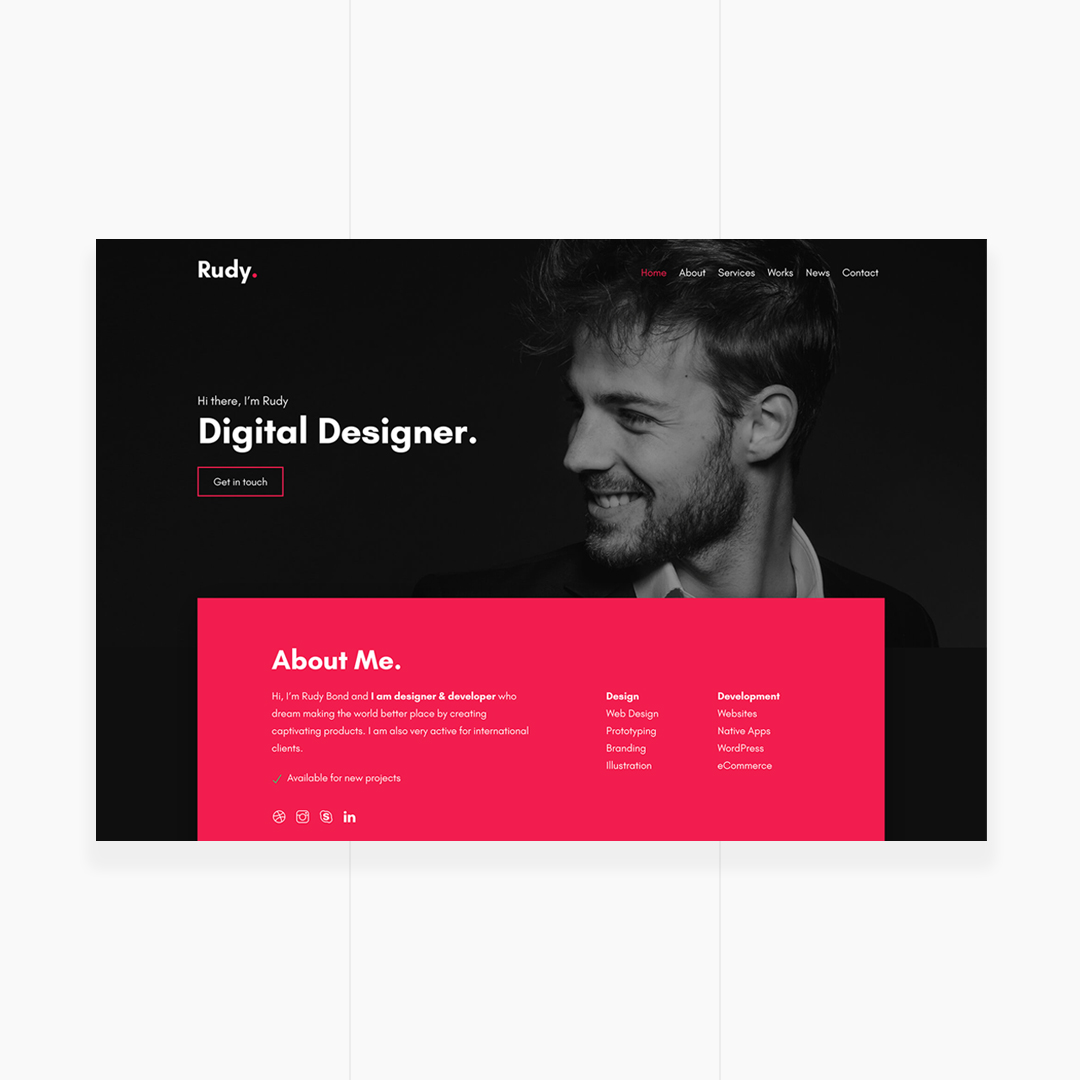 Rudy.
Home About Services Works News Contact
Hi there, I'm Rudy
Digital Designer.
Get in touch
About Me.
Hi, I'm Rudy Bond and I am designer & developer who
dream making the world better place by creating
captivating products. I am also very active for international
clients.
Available for new projects
Design
Web Design
Prototyping
Branding
Illustration
Development
Websites
Native Apps
WordPress
eCommerce
in